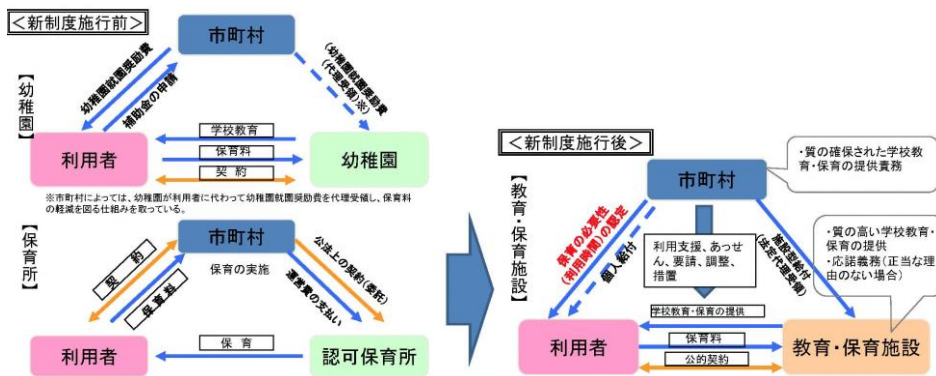 <新制度施行前>
【幼稚園】
市町村
幼稚園就園奨励費
補助金の申請
(幼稚園就園奨励費
(代理受領)※)
学校教育
保育料
契約
利用者
幼稚園
※市町村によっては、幼稚園が利用者に代わって幼稚園就園奨励費を代理受領し、保育料
の軽減を図る仕組みを取っている。
【保育所】
市町村
保育の実施
契約
保育料
公法上の契約(委託)
運営費の支払い
利用者
保育
認可保育所
<新制度施行後>
【教育・保育施設】
市町村
・質の確保された学校教
育・保育の提供責務
保育の必要性
(利用時間)の認定
個人給付
利用支援、あっ
せん、要請、調整、
措置
施設型給付
(法定代理受領)
・質の高い学校教育・
保育の提供
・応諾義務(正当な理
由のない場合)
学校教育・保育の提供
保育料
公的契約
利用者
教育・保育施設